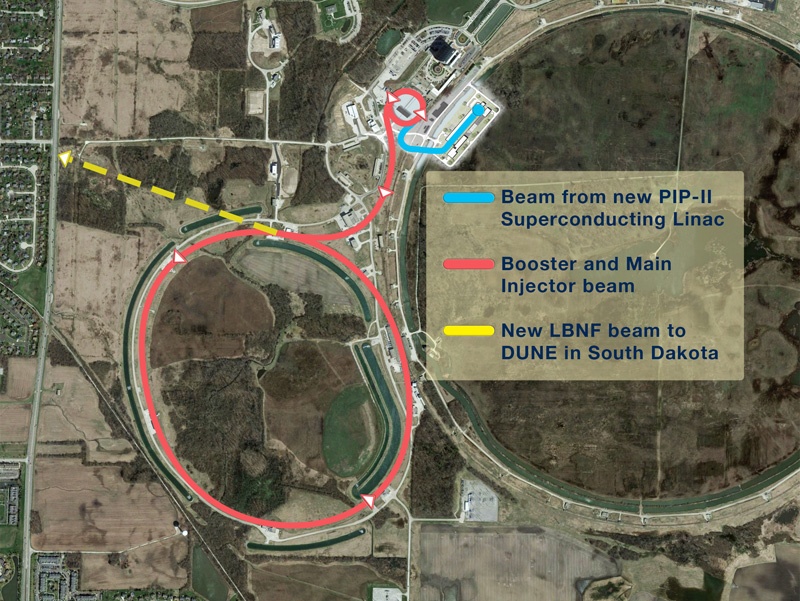 Beam from new PIP-II
Superconducting Linac
Booster and Main
Injector beam
New LBNF beam to
DUNE in South Dakota